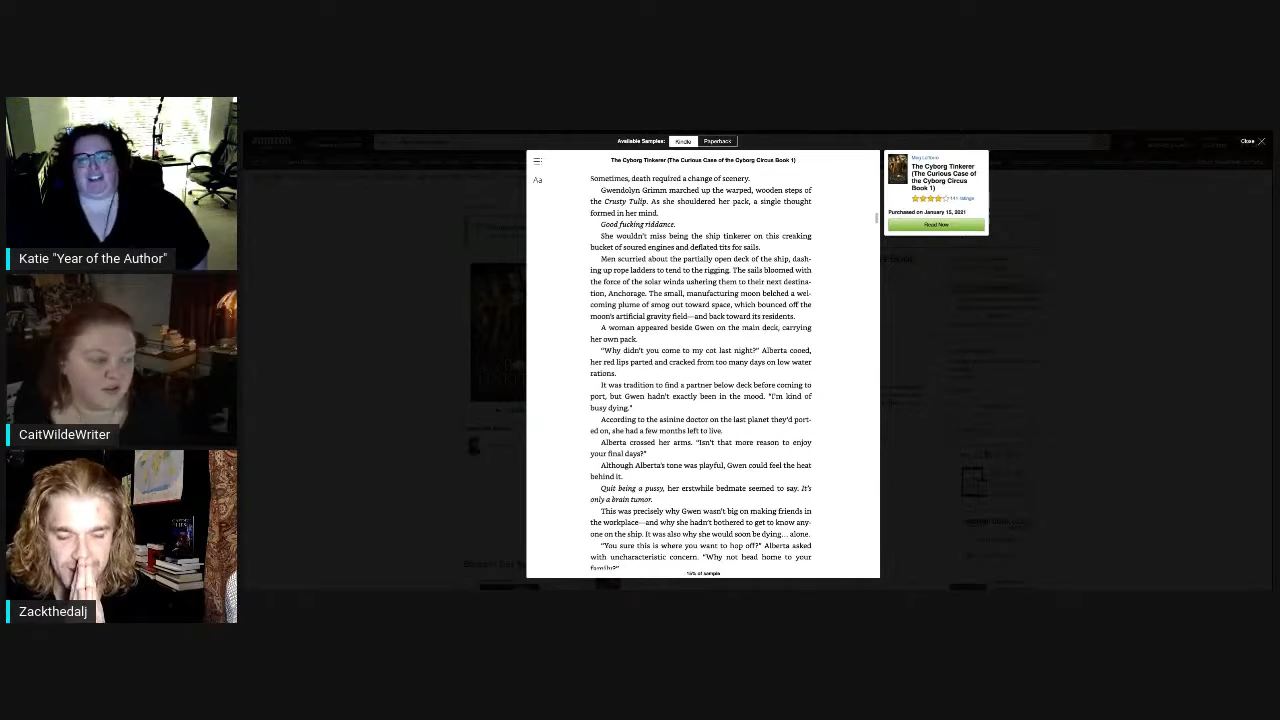 Katie "Year of the Author"
CaitWildeWriter
Zackthedalj
amazon
Available Samples:
Kindle
Paperback
Close
Aa
The Cyborg Tinkerer (The Curious Case of the Cyborg Circus Book 1)
Sometimes, death required a change of scenery.
Gwendolyn Grimm marched up the warped, wooden steps of
the Crusty Tulip. As she shouldered her pack, a single thought
formed in her mind.
Good fucking riddance.
She wouldn't miss being the ship tinkerer on this creaking
bucket of soured engines and deflated tits for sails.
Men scurried about the partially open deck of the ship, dash-
ing up rope ladders to tend to the rigging. The sails bloomed with
the force of the solar winds ushering them to their next destina-
tion, Anchorage. The small, manufacturing moon belched a wel-
coming plume of smog out toward space, which bounced off the
moon's artificial gravity field—and back toward its residents.
A woman appeared beside Gwen on the main deck, carrying
her own pack.
"Why didn't you come to my cot last night?" Alberta cooed,
her red lips parted and cracked from too many days on low water
rations.
It was tradition to find a partner below deck before coming to
port, but Gwen hadn't exactly been in the mood. "I'm kind of
busy dying."
According to the asinine doctor on the last planet they'd port-
ed on, she had a few months left to live.
Alberta crossed her arms. "Isn't that more reason to enjoy
your final days?"
Although Alberta's tone was playful, Gwen could feel the heat
behind it.
Quit being a pussy, her erstwhile bedmate seemed to say. It's
only a brain tumor.
This was precisely why Gwen wasn't big on making friends in
the workplace—and why she hadn't bothered to get to know any-
one on the ship. It was also why she would soon be dying… alone.
"You sure this is where you want to hop off?" Alberta asked
with uncharacteristic concern. "Why not head home to your
family?"
15% of sample
Meg LaTorre
The Cyborg Tinkerer
(The Curious Case of
the Cyborg Circus
Book 1)
ratings
Purchased on January 15, 2021
Read Now